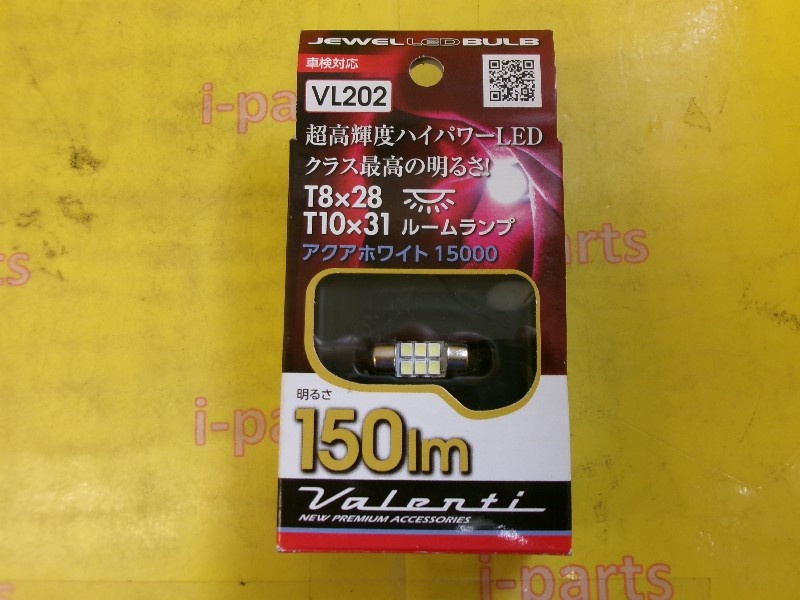 JEWEL LED BULB
車検対応
VL202
超高輝度ハイパワーLED
クラス最高の明るさ!
T8×28
T10×31 ルームランプ
アクアホワイト 15000
明るさ
150lm
Valenti
NEW PREMIUM ACCESSORIES
i-parts
i-parts
i-parts
i-parts